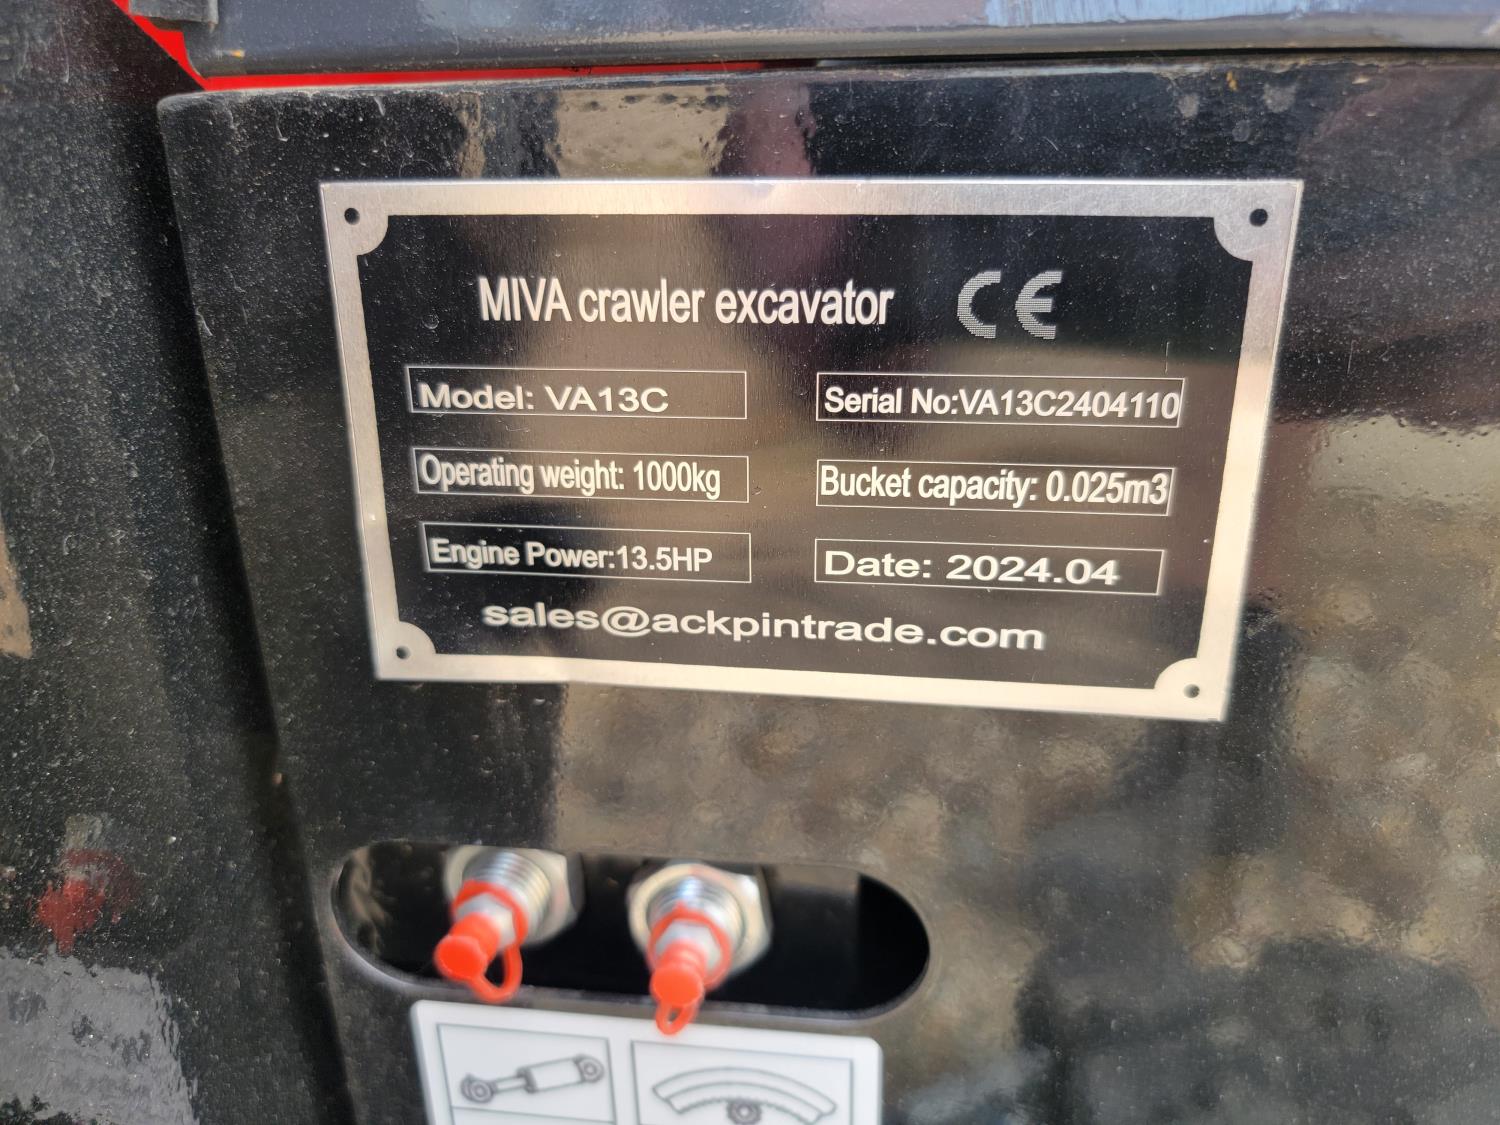 MIVA crawler excavator CE
Model: VA13C
Serial No:VA13C2404110
Operating weight: 1000kg
Bucket capacity: 0.025m3
Engine Power:13.5HP
Date: 2024.04
sales@ackpintrade.com